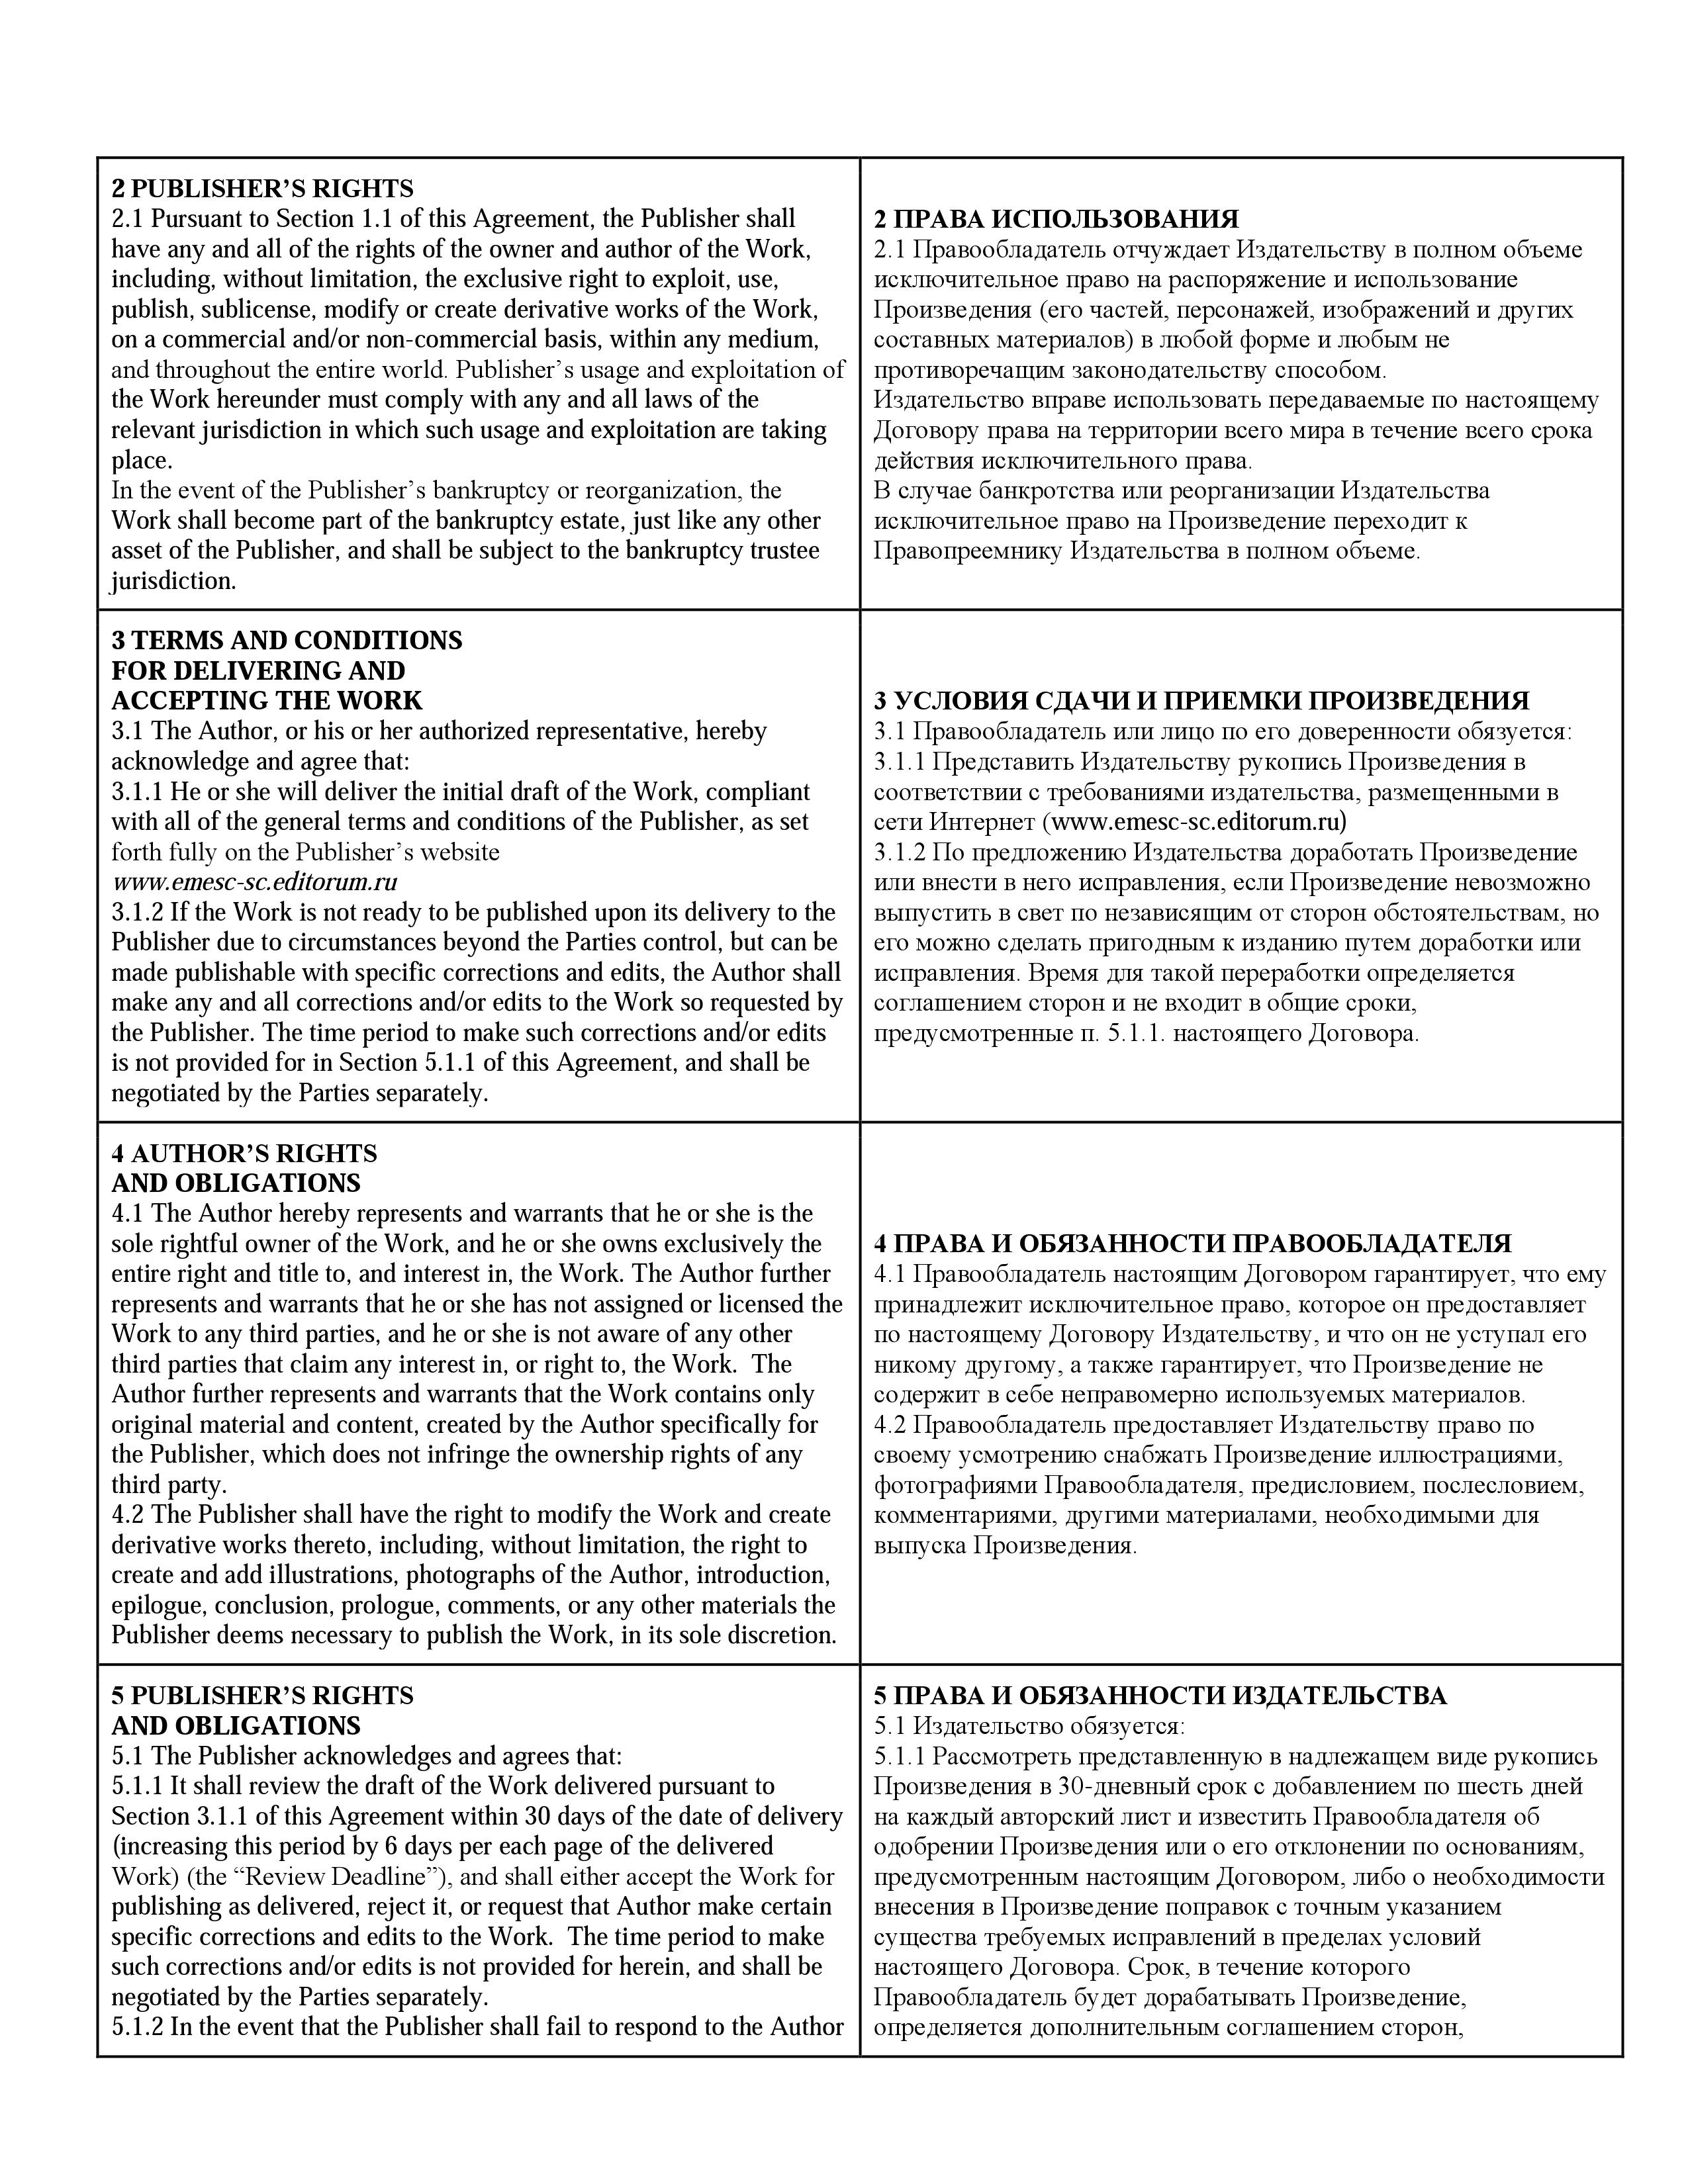 2 PUBLISHER’S RIGHTS
2.1 Pursuant to Section 1.1 of this Agreement, the Publisher shall
have any and all of the rights of the owner and author of the Work,
including, without limitation, the exclusive right to exploit, use,
publish, sublicense, modify or create derivative works of the Work,
on a commercial and/or non-commercial basis, within any medium,
and throughout the entire world. Publisher’s usage and exploitation of
the Work hereunder must comply with any and all laws of the
relevant jurisdiction in which such usage and exploitation are taking
place.
In the event of the Publisher’s bankruptcy or reorganization, the
Work shall become part of the bankruptcy estate, just like any other
asset of the Publisher, and shall be subject to the bankruptcy trustee
jurisdiction.
2 ПРАВА ИСПОЛЬЗОВАНИЯ
2.1 Правообладатель отчуждает Издательству в полном объеме
исключительное право на распоряжение и использование
Произведения (его частей, персонажей, изображений и других
составных материалов) в любой форме и любым не
противоречащим законодательству способом.
Издательство вправе использовать передаваемые по настоящему
Договору права на территории всего мира в течение всего срока
действия исключительного права.
В случае банкротства или реорганизации Издательства
исключительное право на Произведение переходит к
Правопреемнику Издательства в полном объеме.
3 TERMS AND CONDITIONS
FOR DELIVERING AND
ACCEPTING THE WORK
3.1 The Author, or his or her authorized representative, hereby
acknowledge and agree that:
3.1.1 He or she will deliver the initial draft of the Work, compliant
with all of the general terms and conditions of the Publisher, as set
forth fully on the Publisher’s website
www.emesc-sc.editorum.ru
3.1.2 If the Work is not ready to be published upon its delivery to the
Publisher due to circumstances beyond the Parties control, but can be
made publishable with specific corrections and edits, the Author shall
make any and all corrections and/or edits to the Work so requested by
the Publisher. The time period to make such corrections and/or edits
is not provided for in Section 5.1.1 of this Agreement, and shall be
negotiated by the Parties separately.
3 УСЛОВИЯ СДАЧИ И ПРИЕМКИ ПРОИЗВЕДЕНИЯ
3.1 Правообладатель или лицо по его доверенности обязуется:
3.1.1 Представить Издательству рукопись Произведения в
соответствии с требованиями издательства, размещенными в
сети Интернет (www.emesc-sc.editorum.ru)
3.1.2 По предложению Издательства доработать Произведение
или внести в него исправления, если Произведение невозможно
выпустить в свет по независящим от сторон обстоятельствам, но
его можно сделать пригодным к изданию путем доработки или
исправления. Время для такой переработки определяется
соглашением сторон и не входит в общие сроки,
предусмотренные п. 5.1.1. настоящего Договора.
4 AUTHOR’S RIGHTS
AND OBLIGATIONS
4.1 The Author hereby represents and warrants that he or she is the
sole rightful owner of the Work, and he or she owns exclusively the
entire right and title to, and interest in, the Work. The Author further
represents and warrants that he or she has not assigned or licensed the
Work to any third parties, and he or she is not aware of any other
third parties that claim any interest in, or right to, the Work.  The
Author further represents and warrants that the Work contains only
original material and content, created by the Author specifically for
the Publisher, which does not infringe the ownership rights of any
third party.
4.2 The Publisher shall have the right to modify the Work and create
derivative works thereto, including, without limitation, the right to
create and add illustrations, photographs of the Author, introduction,
epilogue, conclusion, prologue, comments, or any other materials the
Publisher deems necessary to publish the Work, in its sole discretion.
4 ПРАВА И ОБЯЗАННОСТИ ПРАВООБЛАДАТЕЛЯ
4.1 Правообладатель настоящим Договором гарантирует, что ему
принадлежит исключительное право, которое он предоставляет
по настоящему Договору Издательству, и что он не уступал его
никому другому, а также гарантирует, что Произведение не
содержит в себе неправомерно используемых материалов.
4.2 Правообладатель предоставляет Издательству право по
своему усмотрению снабжать Произведение иллюстрациями,
фотографиями Правообладателя, предисловием, послесловием,
комментариями, другими материалами, необходимыми для
выпуска Произведения.
5 PUBLISHER’S RIGHTS
AND OBLIGATIONS
5.1 The Publisher acknowledges and agrees that:
5.1.1 It shall review the draft of the Work delivered pursuant to
Section 3.1.1 of this Agreement within 30 days of the date of delivery
(increasing this period by 6 days per each page of the delivered
Work) (the “Review Deadline”), and shall either accept the Work for
publishing as delivered, reject it, or request that Author make certain
specific corrections and edits to the Work.  The time period to make
such corrections and/or edits is not provided for herein, and shall be
negotiated by the Parties separately.
5.1.2 In the event that the Publisher shall fail to respond to the Author
5 ПРАВА И ОБЯЗАННОСТИ ИЗДАТЕЛЬСТВА
5.1 Издательство обязуется:
5.1.1 Рассмотреть представленную в надлежащем виде рукопись
Произведения в 30-дневный срок с добавлением по шесть дней
на каждый авторский лист и известить Правообладателя об
одобрении Произведения или о его отклонении по основаниям,
предусмотренным настоящим Договором, либо о необходимости
внесения в Произведение поправок с точным указанием
существа требуемых исправлений в пределах условий
настоящего Договора. Срок, в течение которого
Правообладатель будет дорабатывать Произведение,
определяется дополнительным соглашением сторон,